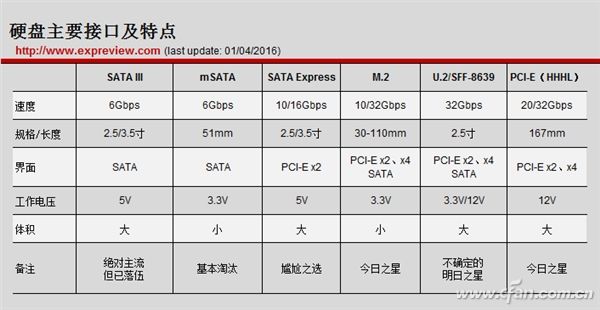 硬盘主要接口及特点
http://www.expreview.com (last update: 01/04/2016)
SATA III mSATA SATA Express M.2 U.2/SFF-8639 PCI-E（HHHL）
速度 6Gbps 6Gbps 10/16Gbps 10/32Gbps 32Gbps 20/32Gbps
规格/长度 2.5/3.5寸 51mm 2.5/3.5寸 30-110mm 2.5寸 167mm
界面 SATA SATA PCI-E x2 PCI-E x2、x4 SATA PCI-E x2、x4 SATA PCI-E x2、x4
工作电压 5V 3.3V 5V 3.3V 3.3V/12V 12V
体积 大 小 大 小 大 大
备注 绝对主流 但已落伍 基本淘汰 尴尬之选 今日之星 不确定的 明日之星 今日之星
www.cfan.com.cn